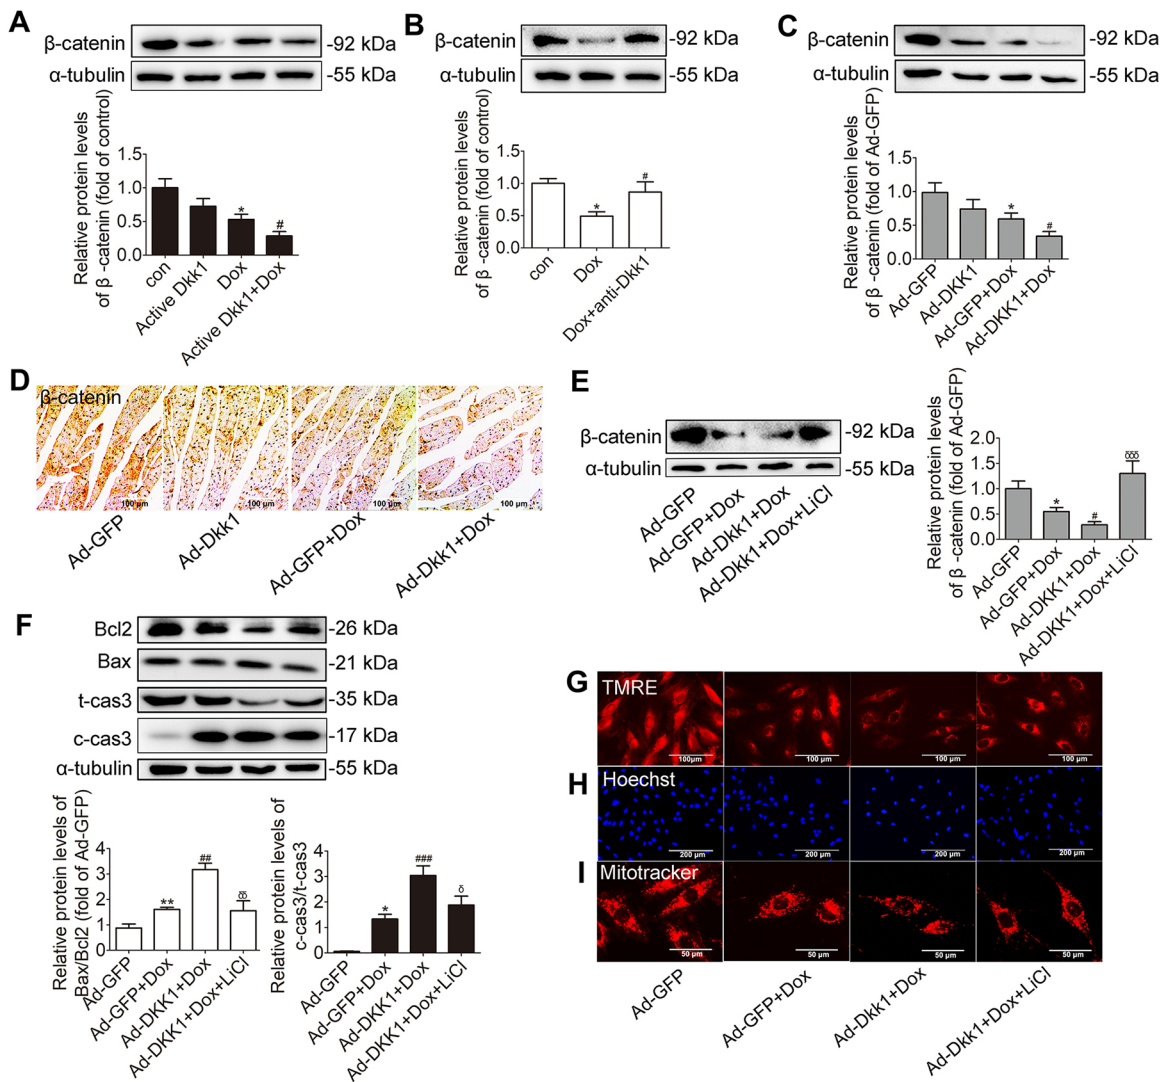 A
β-catenin
-92 kDa
α-tubulin
-55 kDa
Relative protein levels
of β -catenin (fold of control)
1.5
1.0
0.5
0.0
*
#
con
Active DKk1
Dox
Active Dkk1+Dox
B
-92 kDa
-55 kDa
Relative protein levels
of β -catenin (fold of control)
1.5
1.0
0.5
0.0
*
#
con
Dox
Dox+anti-Dkk1
C
β-catenin
-92 kDa
α-tubulin
-55 kDa
Relative protein levels
of β -catenin (fold of Ad-GFP)
1.5
1.0
0.5
0.0
*
#
Ad-GFP
Ad-DKK1
Ad-GFP+Dox
Ad-DKK1+Dox
D
β-catenin
100 μm
100 μm
100 μm
100 μm
Ad-GFP
Ad-Dkk1
Ad-GFP+Dox
Ad-Dkk1+Dox
E
β-catenin
-92 kDa
α-tubulin
-55 kDa
Ad-GFP
Ad-GFP+Dox
Ad-Dkk1+Dox
Ad-Dkk1+Dox+LiCl
Relative protein levels
of β -catenin (fold of Ad-GFP)
2.0
1.5
1.0
0.5
0.0
*
#
δδδ
Ad-GFP
Ad-GFP+Dox
Ad-DKK1+Dox
Ad-DKK1+Dox+LiCl
F
Bcl2
-26 kDa
Bax
-21 kDa
t-cas3
-35 kDa
c-cas3
-17 kDa
α-tubulin
-55 kDa
Relative protein levels of
Bax/Bcl2 (fold of Ad-GFP)
4
3
2
1
0
**
##
δδ
Ad-GFP
Ad-GFP+Dox
Ad-DKK1+Dox
Ad-DKK1+Dox+LiCl
Relative protein levels of
c-cas3/t-cas3
4
3
2
1
0
*
###
δ
Ad-GFP
Ad-GFP+Dox
Ad-DKK1+Dox
Ad-DKK1+Dox+LiCl
G
TMRE
100μm
100 μm
100 μm
100 μm
H
Hoechst
200 μm
200 μm
200 μm
200 μm
I
Mitotracker
50 μm
50 μm
50 μm
50 μm
Ad-GFP
Ad-GFP+Dox
Ad-Dkk1+Dox
Ad-Dkk1+Dox+LiCl